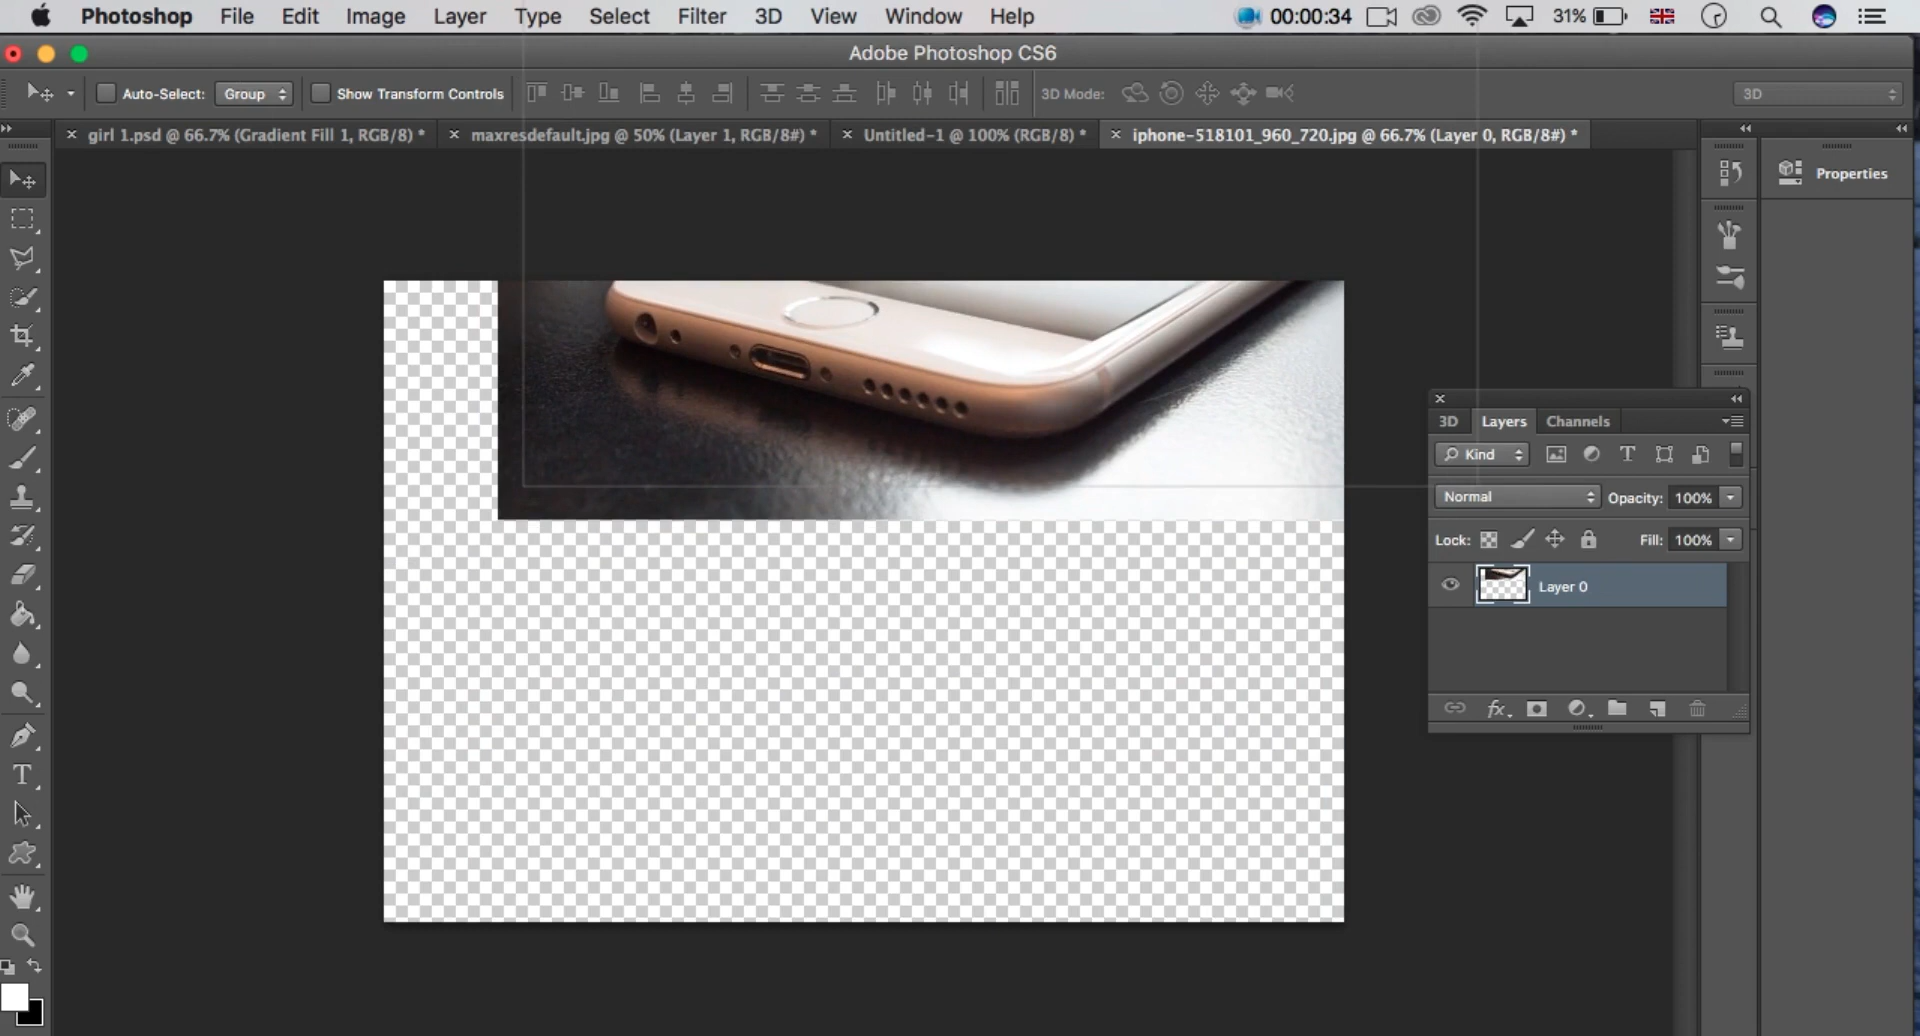 Photoshop File Edit Image Layer Type Select Filter 3D View Window Help 00:00:34 31%
Adobe Photoshop CS6
Auto-Select: Group Show Transform Controls 3D Mode: 3D
× girl 1.psd @ 66.7% (Gradient Fill 1, RGB/8) * × maxresdefault.jpg @ 50% (Layer 1, RGB/8#) * × Untitled-1 @ 100% (RGB/8) * × iphone-518101_960_720.jpg @ 66.7% (Layer 0, RGB/8#) *
Properties
3D Layers Channels
Kind
Normal Opacity: 100%
Lock: Fill: 100%
Layer 0
fx